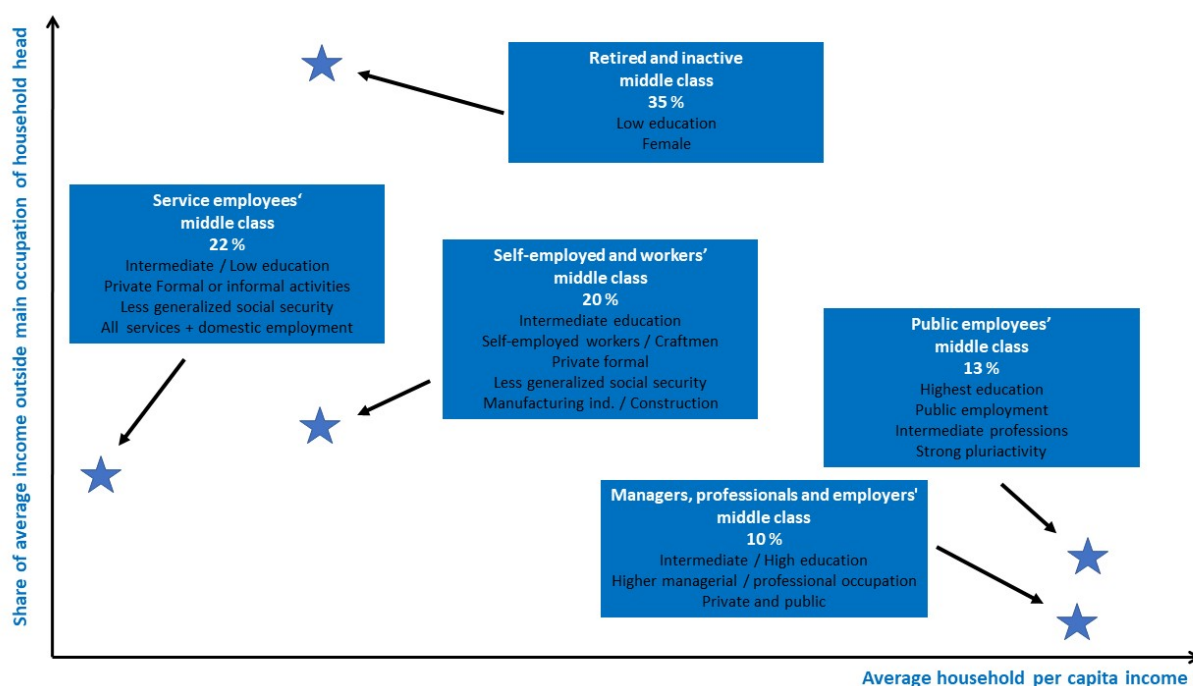 Share of average income outside main occupation of household head
Retired and inactive
middle class
35 %
Low education
Female
Service employees‘
middle class
22 %
Intermediate / Low education
Private Formal or informal activities
Less generalized social security
All services + domestic employment
Self-employed and workers’
middle class
20 %
Intermediate education
Self-employed workers / Craftmen
Private formal
Less generalized social security
Manufacturing ind. / Construction
Public employees’
middle class
13 %
Highest education
Public employment
Intermediate professions
Strong pluriactivity
Managers, professionals and employers'
middle class
10 %
Intermediate / High education
Higher managerial / professional occupation
Private and public
Average household per capita income